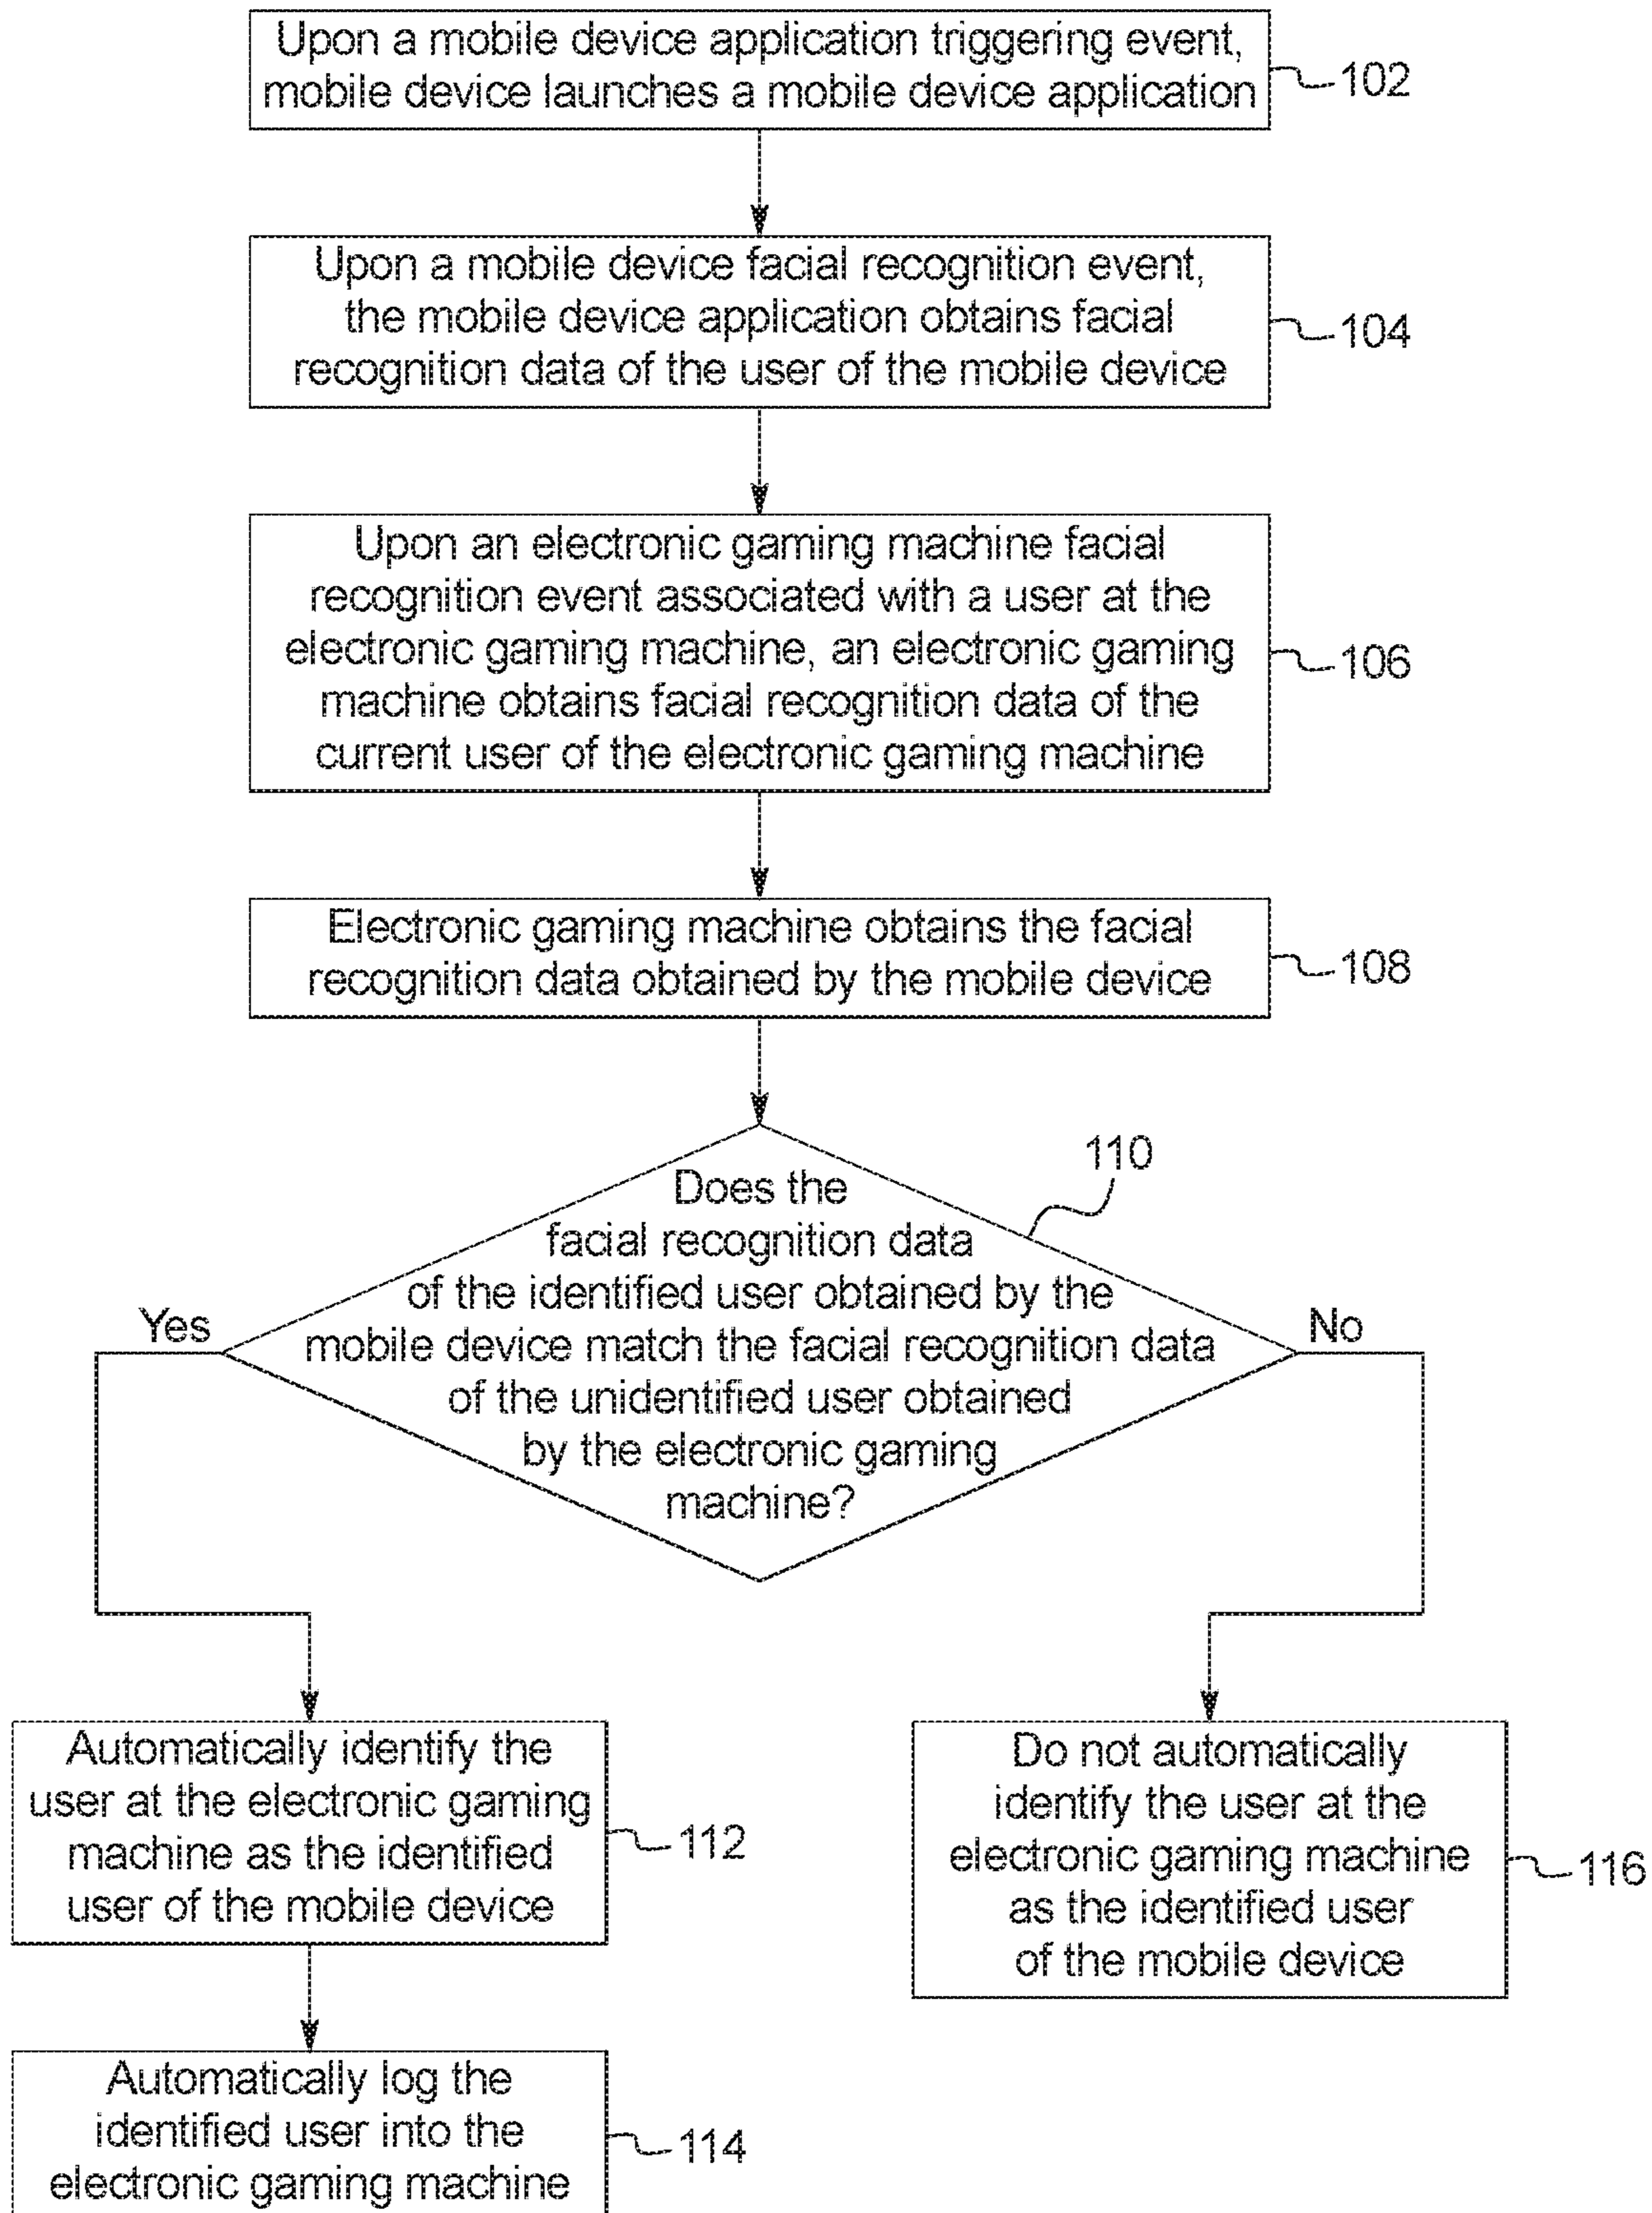 Upon a mobile device application triggering event,
mobile device launches a mobile device application
102
Upon a mobile device facial recognition event,
the mobile device application obtains facial
recognition data of the user of the mobile device
104
Upon an electronic gaming machine facial
recognition event associated with a user at the
electronic gaming machine, an electronic gaming
machine obtains facial recognition data of the
current user of the electronic gaming machine
106
Electronic gaming machine obtains the facial
recognition data obtained by the mobile device
108
110
Does the
facial recognition data
of the identified user obtained by the
mobile device match the facial recognition data
of the unidentified user obtained
by the electronic gaming
machine?
Yes
No
Automatically identify the
user at the electronic gaming
machine as the identified
user of the mobile device
112
Do not automatically
identify the user at the
electronic gaming machine
as the identified user
of the mobile device
116
Automatically log the
identified user into the
electronic gaming machine
114